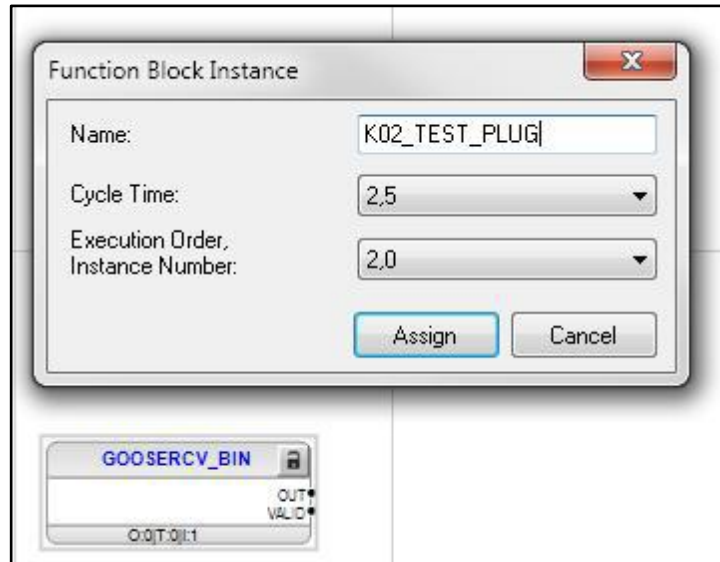 Function Block Instance
Name: K02_TEST_PLUG
Cycle Time: 2,5
Execution Order,
Instance Number: 2,0
Assign Cancel
GOOSERCV_BIN
OUT
VALID
O:0|T:0|I:1